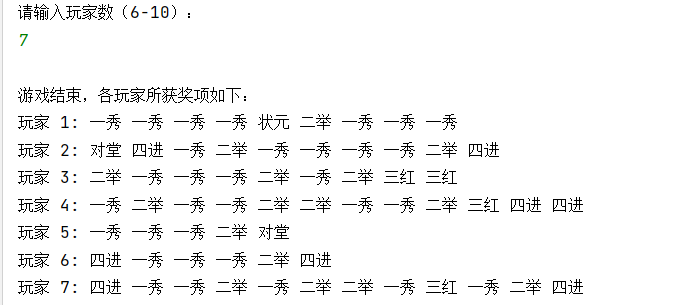 请输入玩家数（6-10）：
7
游戏结束，各玩家所获奖项如下：
玩家 1: 一秀 一秀 一秀 一秀 状元 二举 一秀 一秀 一秀
玩家 2: 对堂 四进 一秀 二举 一秀 一秀 一秀 一秀 二举 四进
玩家 3: 二举 一秀 一秀 一秀 二举 一秀 二举 三红 三红
玩家 4: 一秀 二举 一秀 一秀 二举 二举 一秀 一秀 二举 三红 四进 四进
玩家 5: 一秀 一秀 一秀 二举 对堂
玩家 6: 四进 一秀 一秀 一秀 二举 四进
玩家 7: 四进 一秀 一秀 二举 一秀 二举 二举 一秀 三红 一秀 二举 四进